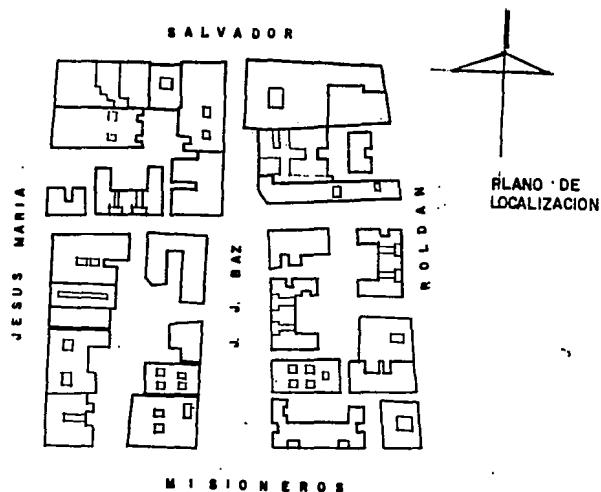 SALVADOR
PLANO DE
LOCALIZACION
JESUS MARIA
J. J. BAZ
ROLDAN
MISIONEROS